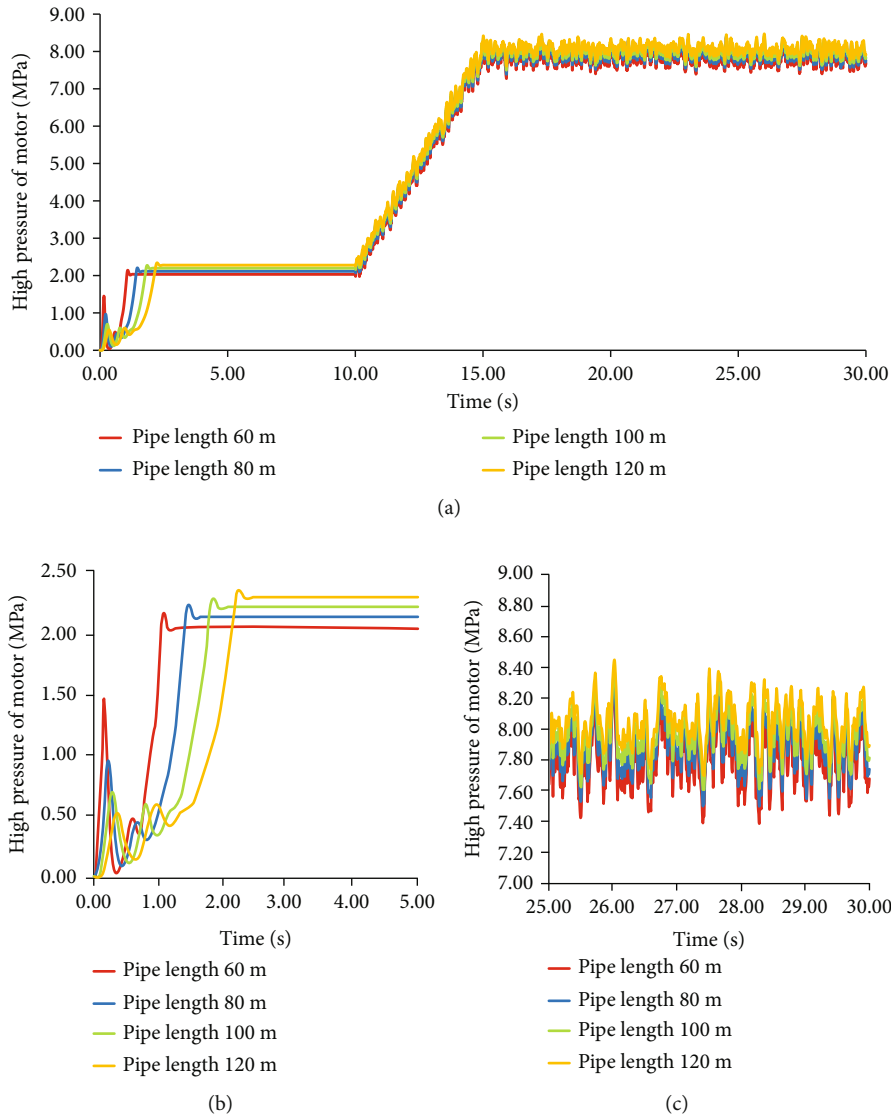 High pressure of motor (MPa)
9.00
8.00
7.00
6.00
5.00
4.00
3.00
2.00
1.00
0.00
0.00 5.00 10.00 15.00 20.00 25.00 30.00
Time (s)
Pipe length 60 m
Pipe length 80 m
Pipe length 100 m
Pipe length 120 m
(a)
High pressure of motor (MPa)
2.50
2.00
1.50
1.00
0.50
0.00
0.00 1.00 2.00 3.00 4.00 5.00
Time (s)
Pipe length 60 m
Pipe length 80 m
Pipe length 100 m
Pipe length 120 m
(b)
High pressure of motor (MPa)
9.00
8.80
8.60
8.40
8.20
8.00
7.80
7.60
7.40
7.20
7.00
25.00 26.00 27.00 28.00 29.00 30.00
Time (s)
Pipe length 60 m
Pipe length 80 m
Pipe length 100 m
Pipe length 120 m
(c)